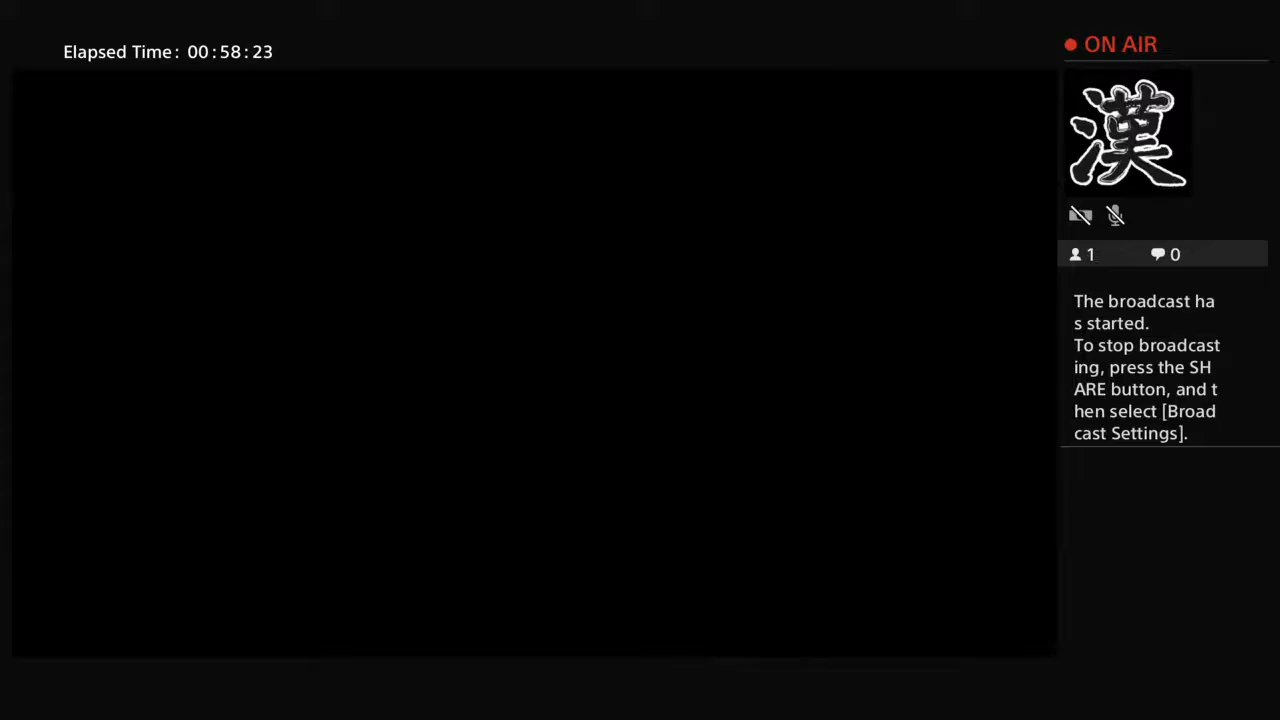 Elapsed Time: 00:58:23
ON AIR
漢
1 0
The broadcast ha
s started.
To stop broadcast
ing, press the SH
ARE button, and t
hen select [Broad
cast Settings].